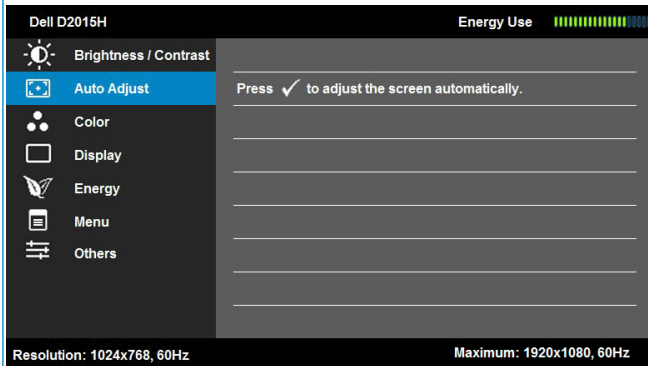 Dell D2015H Energy Use
Brightness / Contrast
Auto Adjust Press ✓ to adjust the screen automatically.
Color
Display
Energy
Menu
Others
Resolution: 1024x768, 60Hz Maximum: 1920x1080, 60Hz